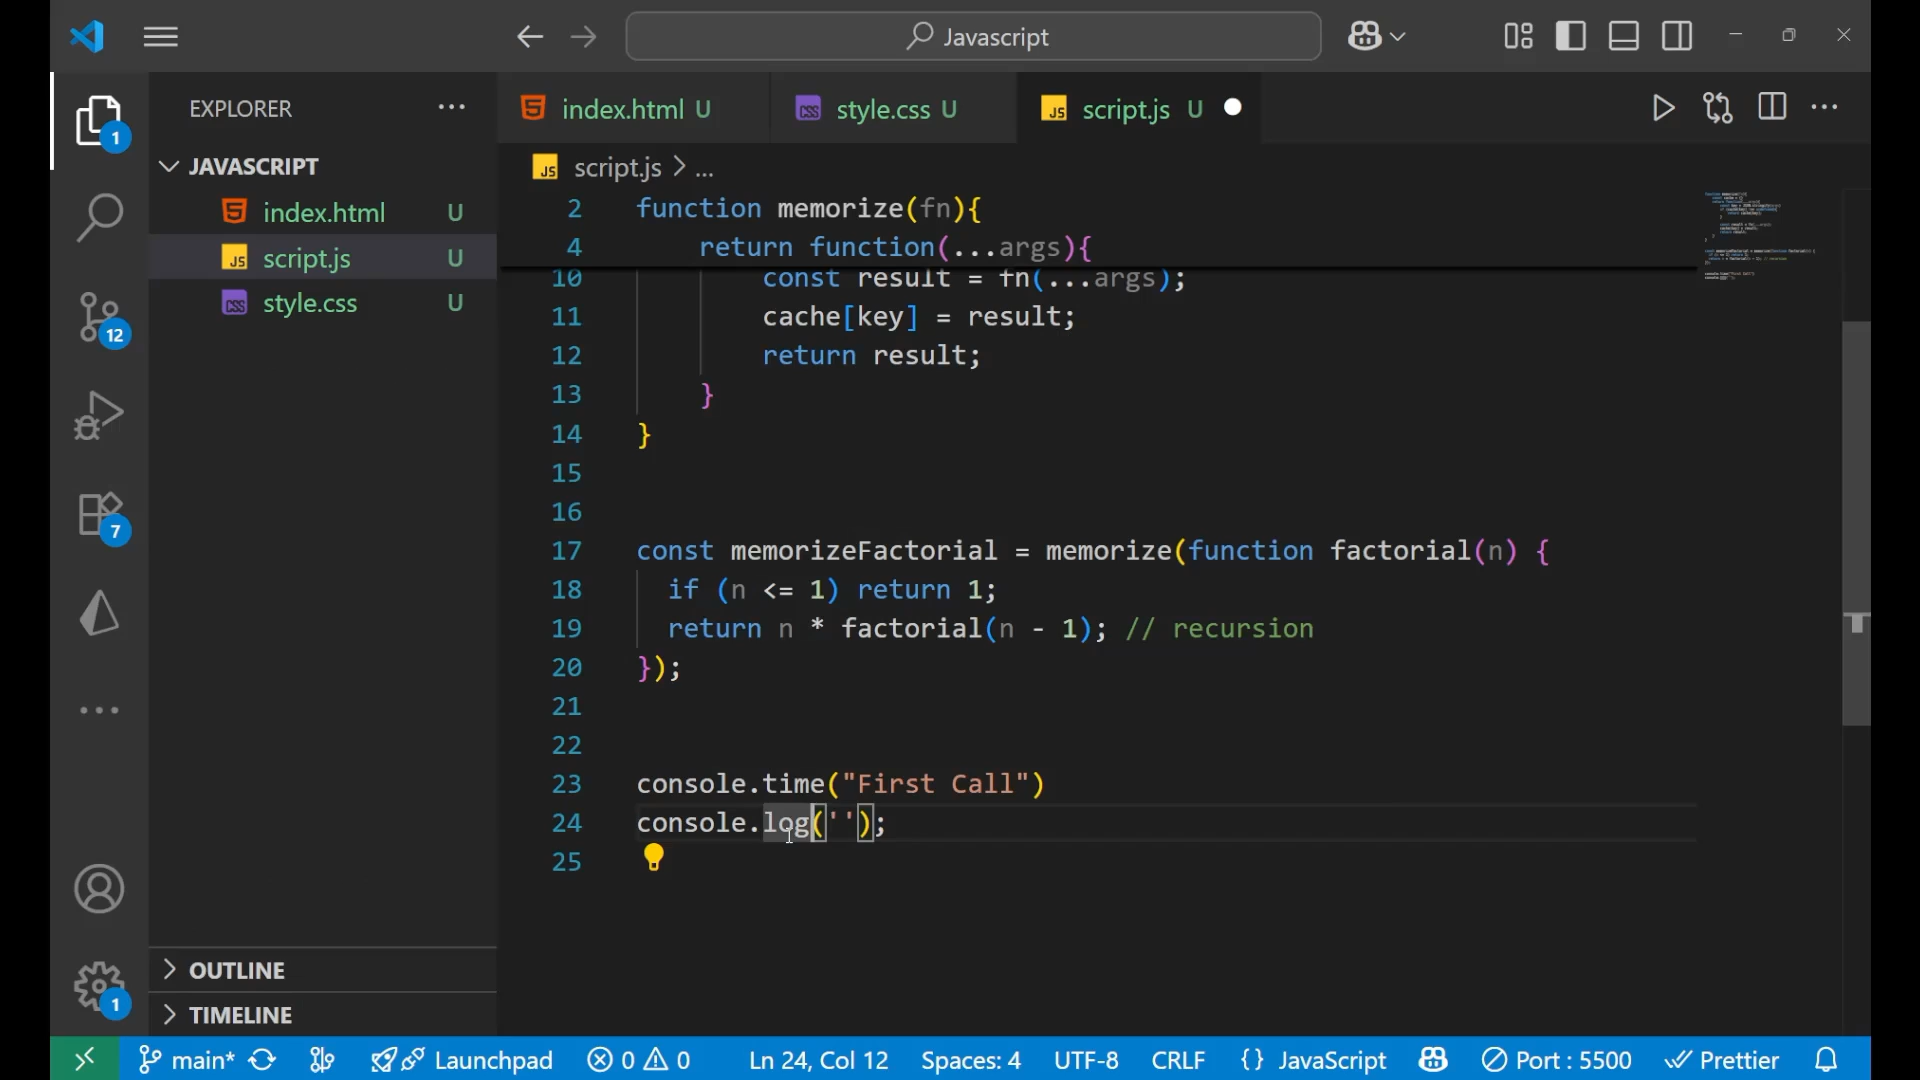 Javascript
EXPLORER
index.html U
style.css U
script.js U
JAVASCRIPT
index.html U
script.js U
style.css U
script.js > ...
2 function memorize(fn){
4 return function(...args){
10 const result = fn(...args);
11 cache[key] = result;
12 return result;
13 }
14 }
15
16
17 const memorizeFactorial = memorize(function factorial(n) {
18 if (n <= 1) return 1;
19 return n * factorial(n - 1); // recursion
20 });
21
22
23 console.time("First Call")
24 console.log('');
25
1
12
7
1
OUTLINE
TIMELINE
main* Launchpad 0 0 Ln 24, Col 12 Spaces: 4 UTF-8 CRLF {} JavaScript Port : 5500 Prettier